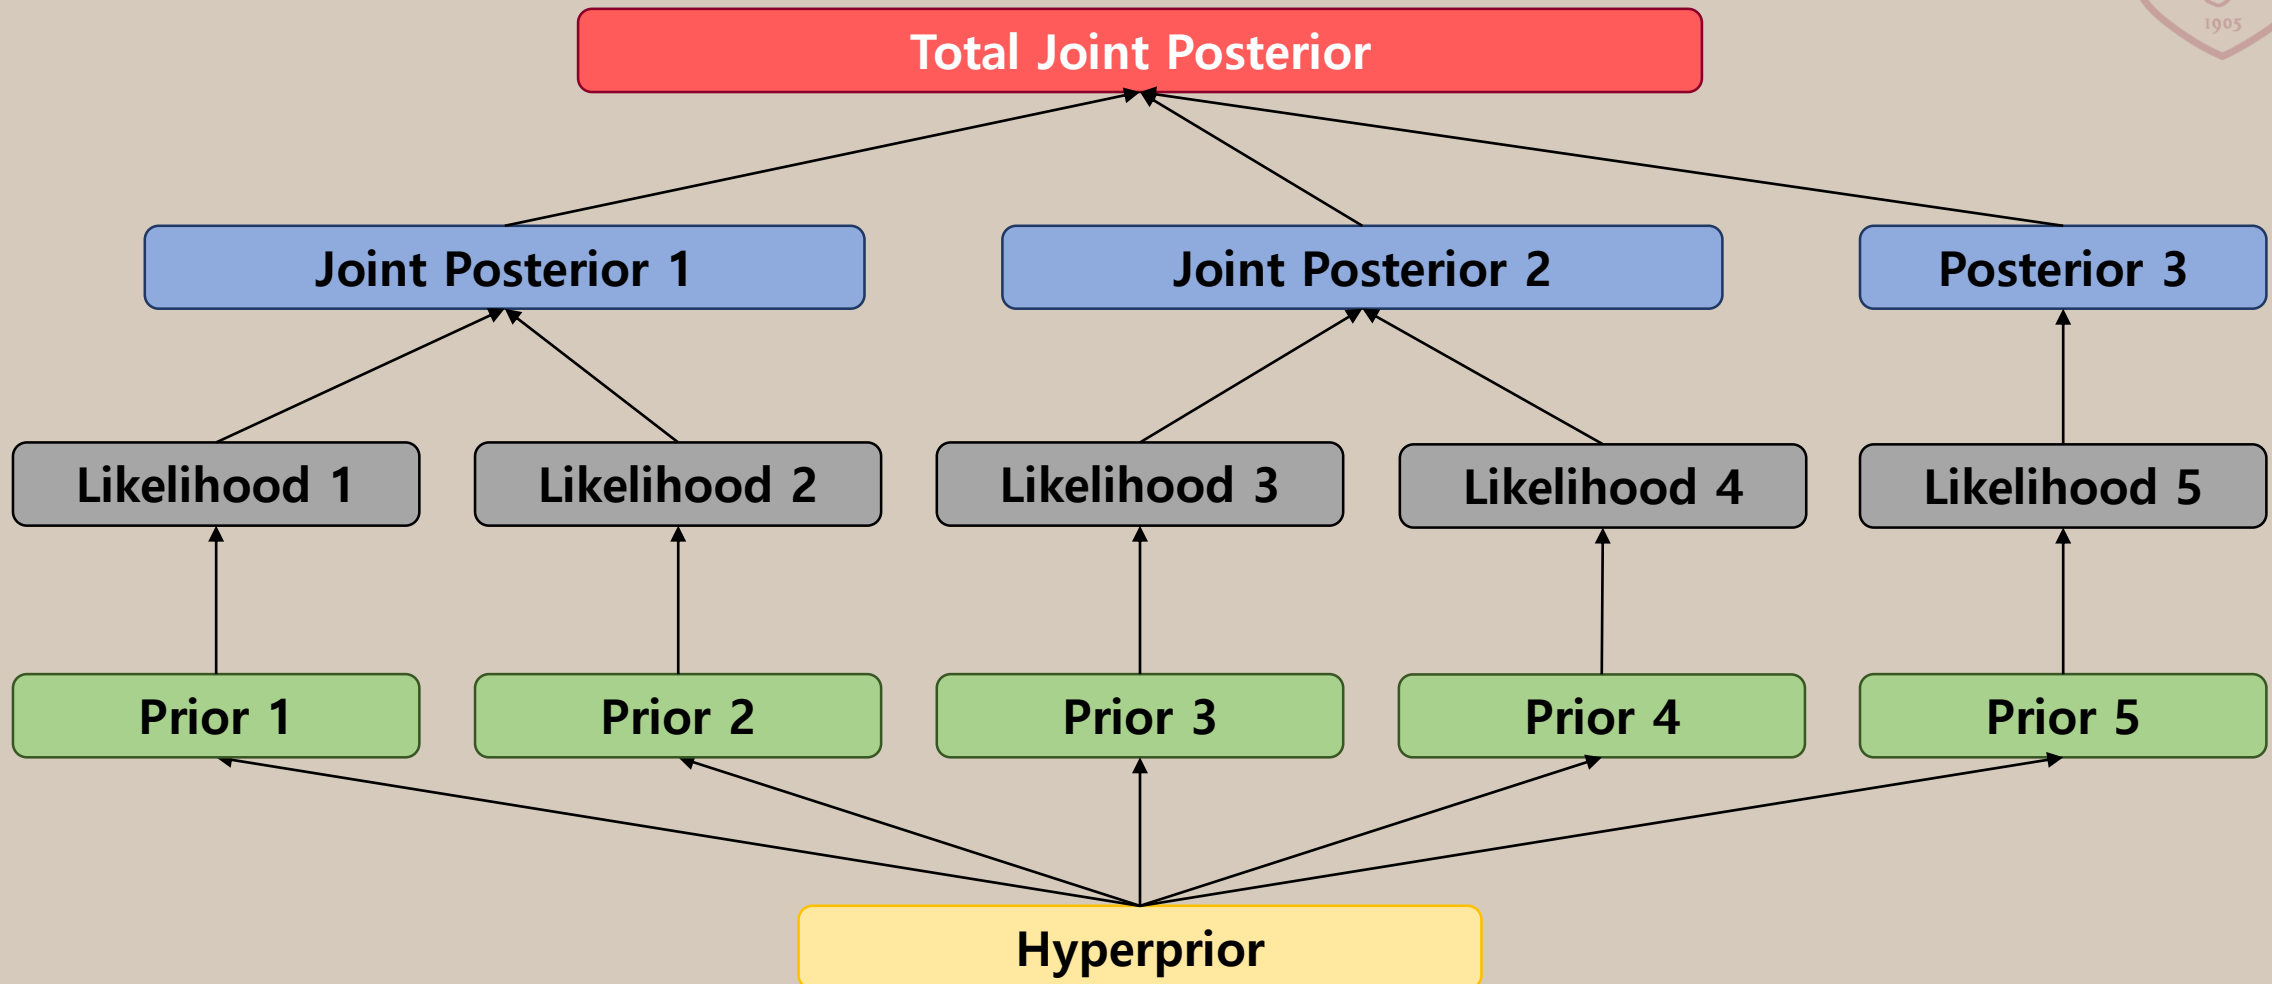 1905
Total Joint Posterior
Joint Posterior 1
Joint Posterior 2
Posterior 3
Likelihood 1
Likelihood 2
Likelihood 3
Likelihood 4
Likelihood 5
Prior 1
Prior 2
Prior 3
Prior 4
Prior 5
Hyperprior